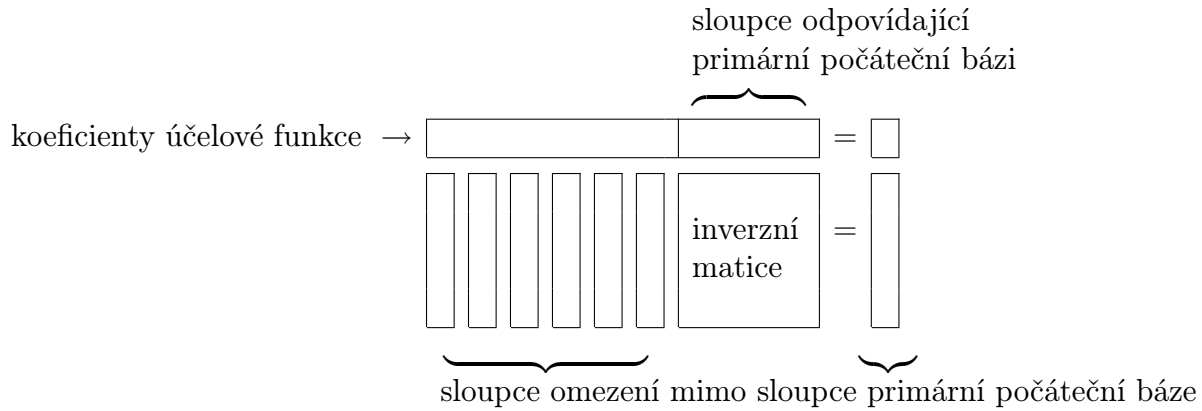 sloupce odpovídající
primární počáteční bázi
koeficienty účelové funkce → =
inverzní =
matice
sloupce omezení mimo sloupce primární počáteční báze